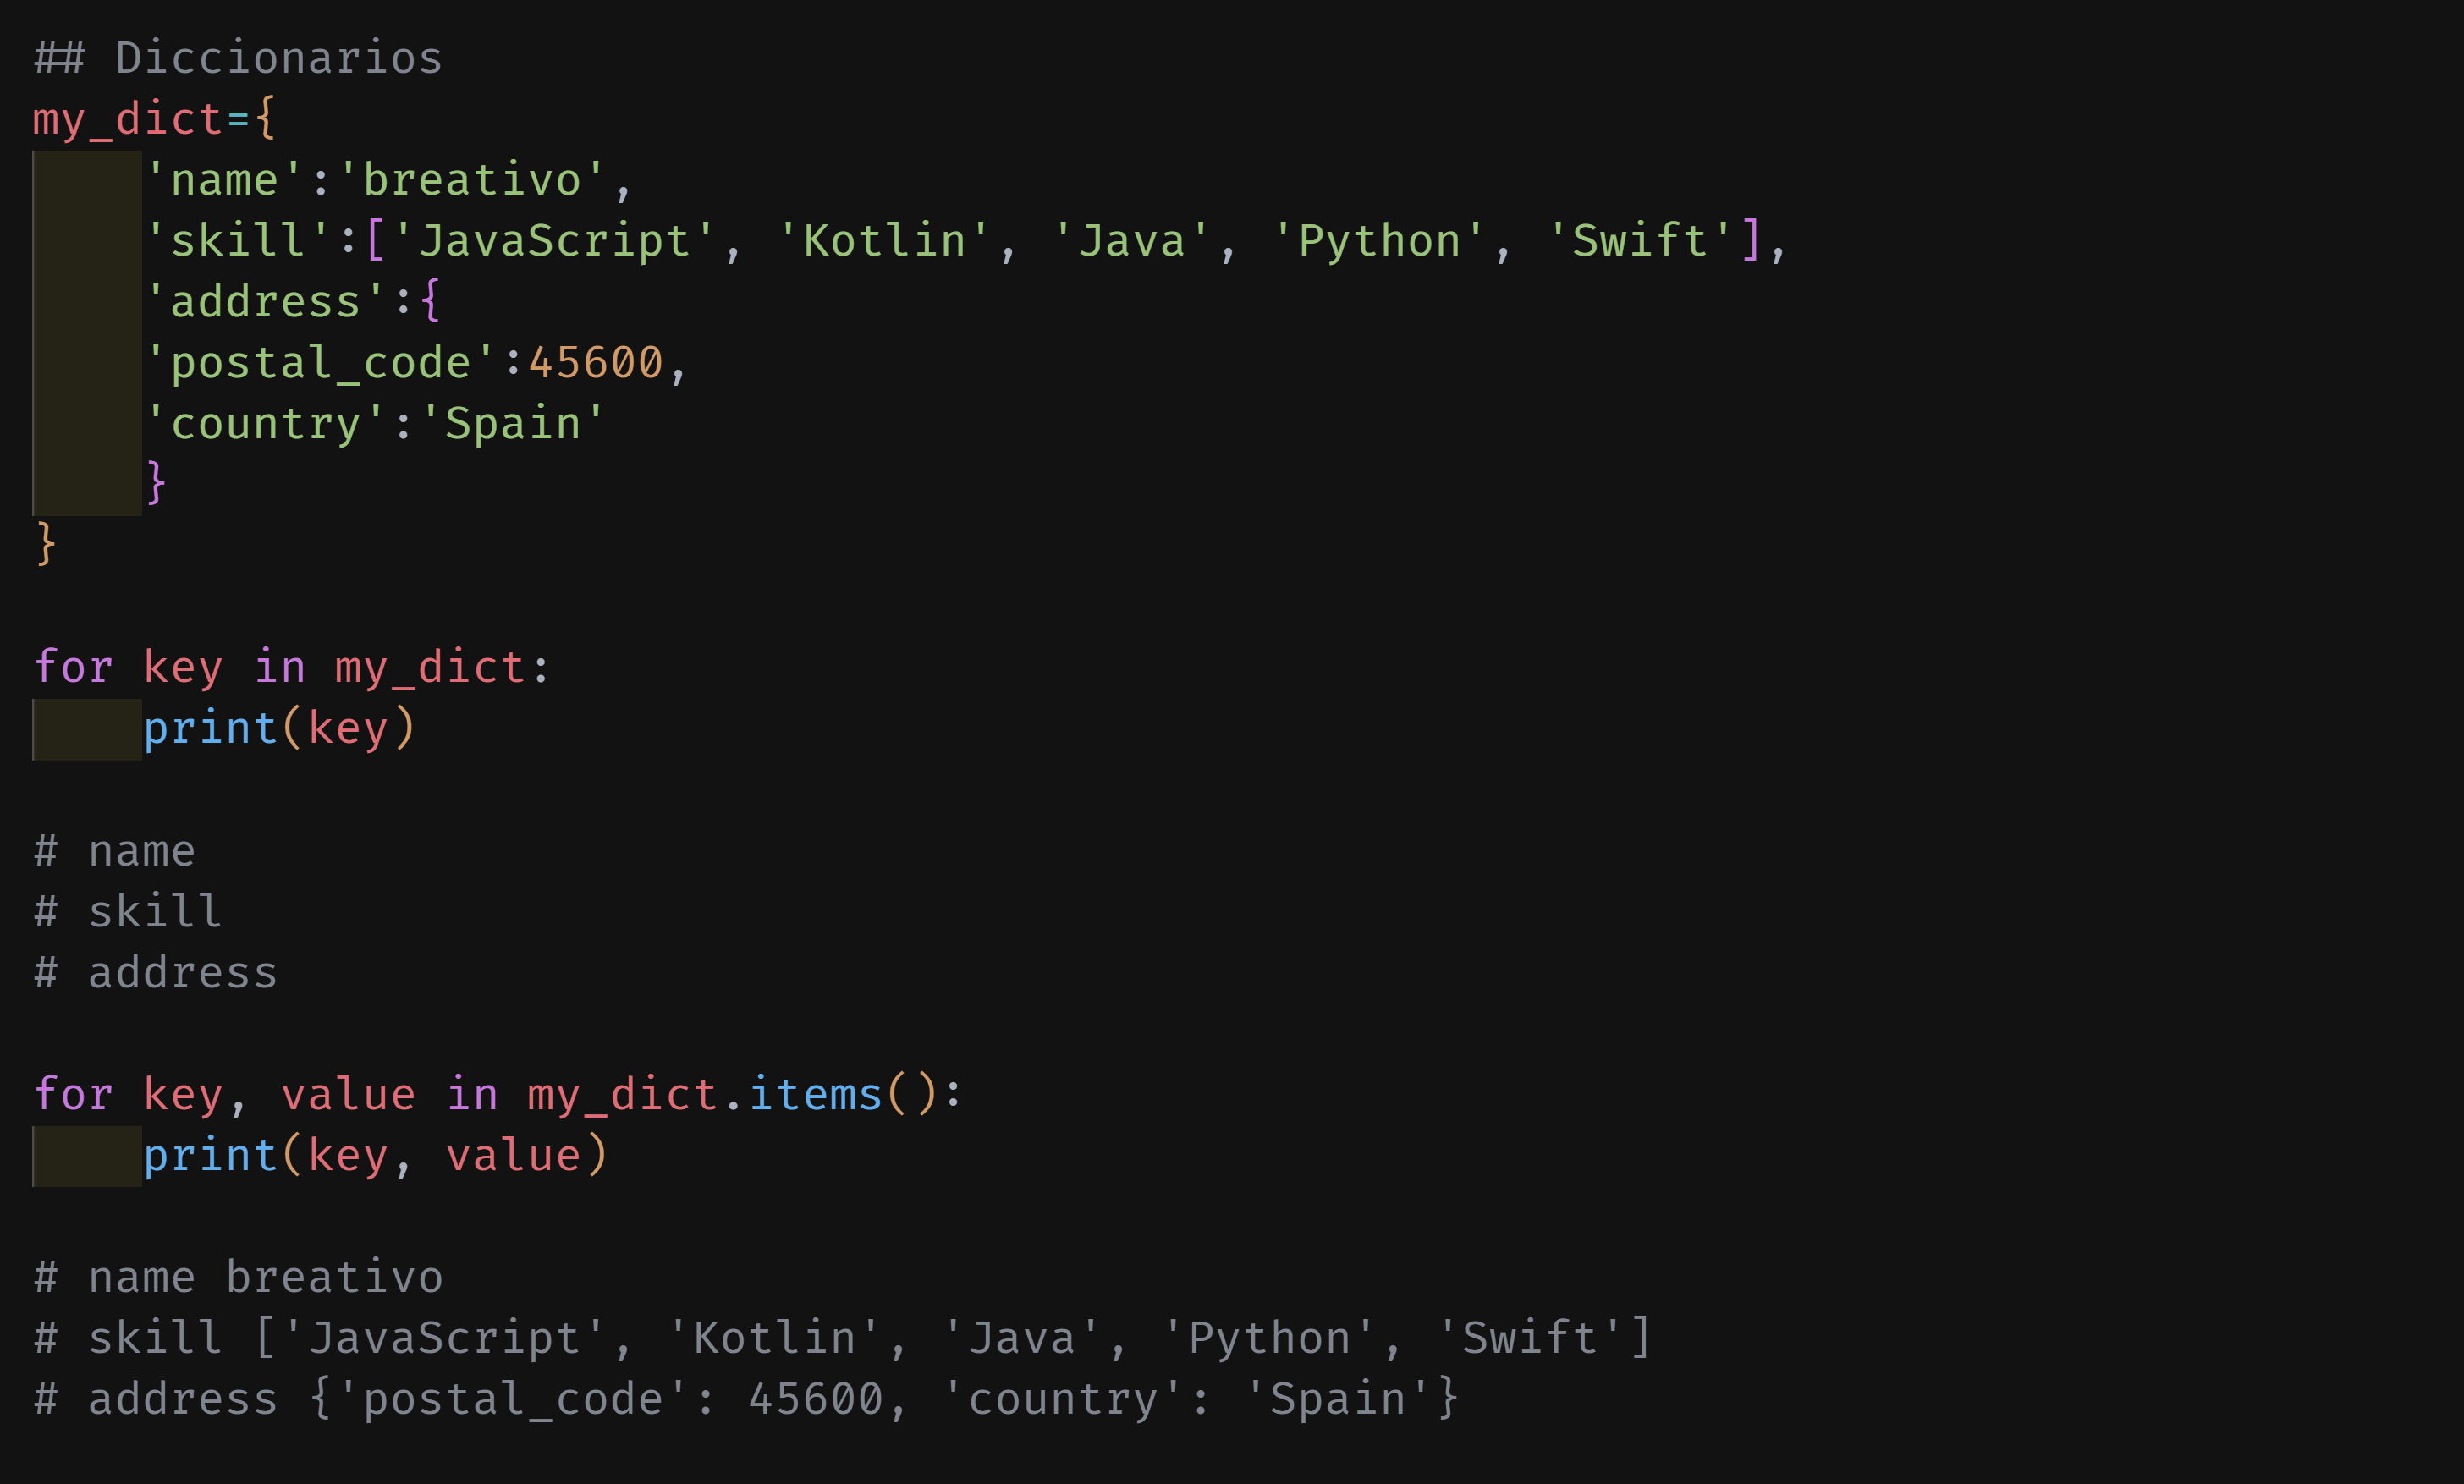 ## Diccionarios
my_dict={
    'name':'breativo',
    'skill':['JavaScript', 'Kotlin', 'Java', 'Python', 'Swift'],
    'address':{
    'postal_code':45600,
    'country':'Spain'
    }
}

for key in my_dict:
    print(key)

# name
# skill
# address

for key, value in my_dict.items():
    print(key, value)

# name breativo
# skill ['JavaScript', 'Kotlin', 'Java', 'Python', 'Swift']
# address {'postal_code': 45600, 'country': 'Spain'}